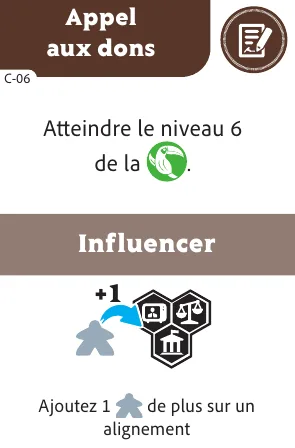 Appel
aux dons
C-06
Atteindre le niveau 6
de la .
Influencer
+1
Ajoutez 1 de plus sur un
alignement